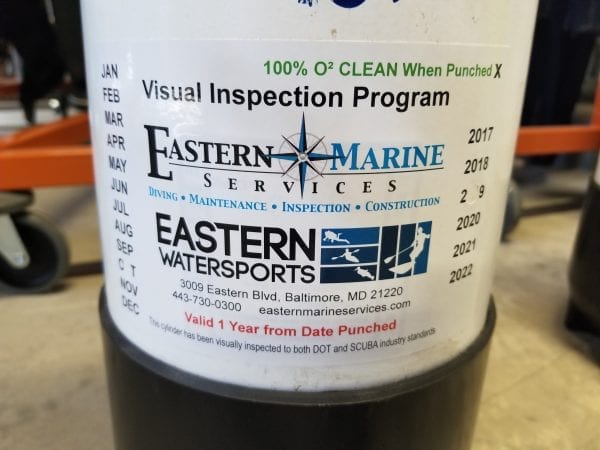 100% O² CLEAN When Punched X
Visual Inspection Program
EASTERN MARINE
SERVICES
DIVING • MAINTENANCE • INSPECTION • CONSTRUCTION
EASTERN
WATERSPORTS
3009 Eastern Blvd, Baltimore, MD 21220
443-730-0300 easternmarineservices.com
Valid 1 Year from Date Punched
This cylinder has been visually inspected to both DOT and SCUBA industry standards.
JAN
FEB
MAR
APR
MAY
JUN
JUL
AUG
SEP
C T
NOV
DEC
2017
2018
2 9
2020
2021
2022